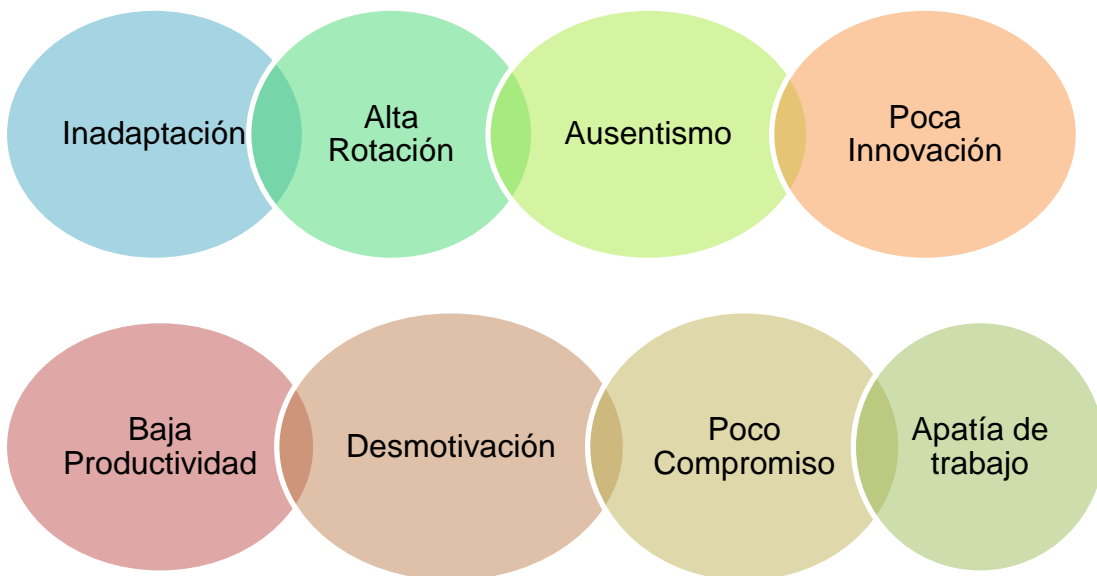 Inadaptación
Alta
Rotación
Ausentismo
Poca
Innovación
Baja
Productividad
Desmotivación
Poco
Compromiso
Apatía de
trabajo